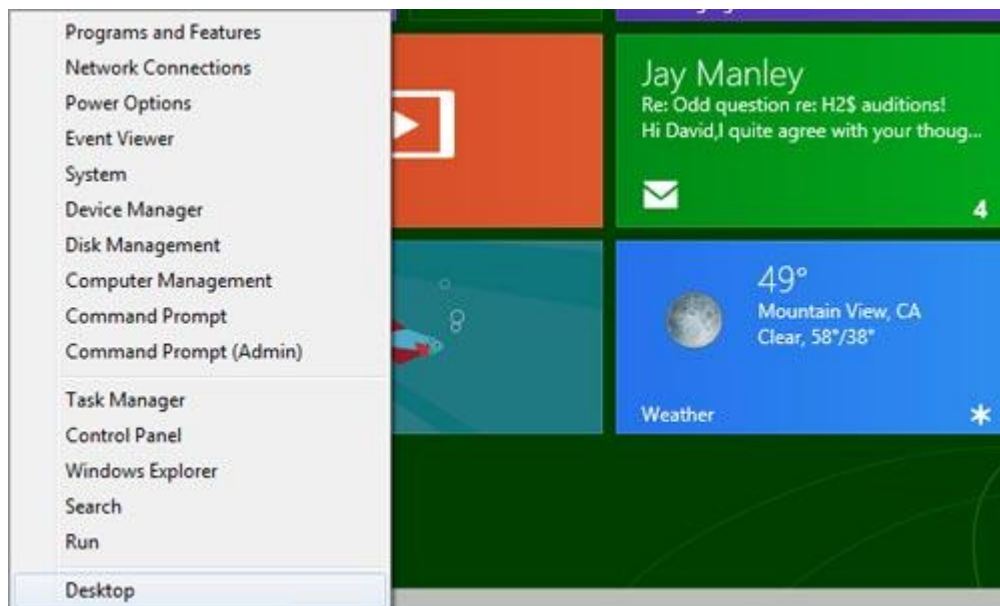 Programs and Features
Network Connections
Power Options
Event Viewer
System
Device Manager
Disk Management
Computer Management
Command Prompt
Command Prompt (Admin)
Task Manager
Control Panel
Windows Explorer
Search
Run
Desktop
Jay Manley
Re: Odd question re: H2$ auditions!
Hi David,I quite agree with your thoug...
4
49°
Mountain View, CA
Clear, 58°/38°
Weather